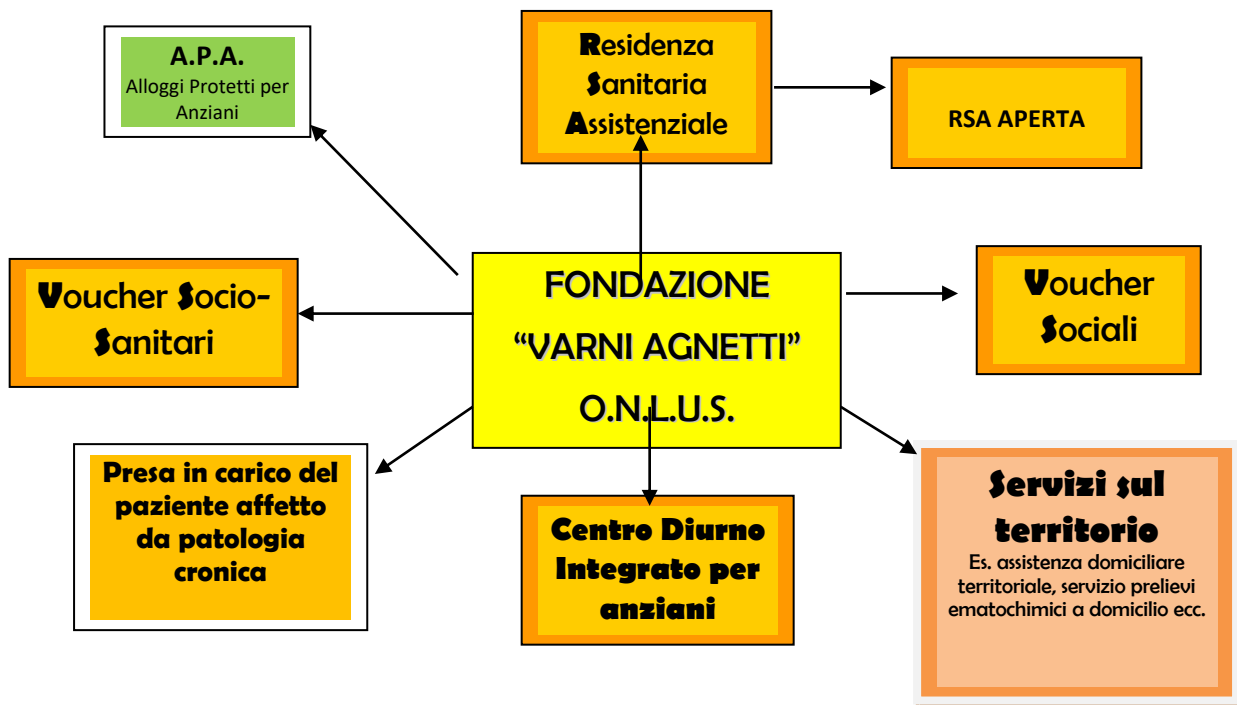 A.P.A.
Alloggi Protetti per
Anziani
Residenza
Sanitaria
Assistenziale
RSA APERTA
Voucher Socio-
Sanitari
FONDAZIONE
“VARNI AGNETTI”
O.N.L.U.S.
Voucher
Sociali
Presa in carico del
paziente affetto
da patologia
cronica
Centro Diurno
Integrato per
anziani
Servizi sul
territorio
Es. assistenza domiciliare
territoriale, servizio prelievi
ematochimici a domicilio ecc.